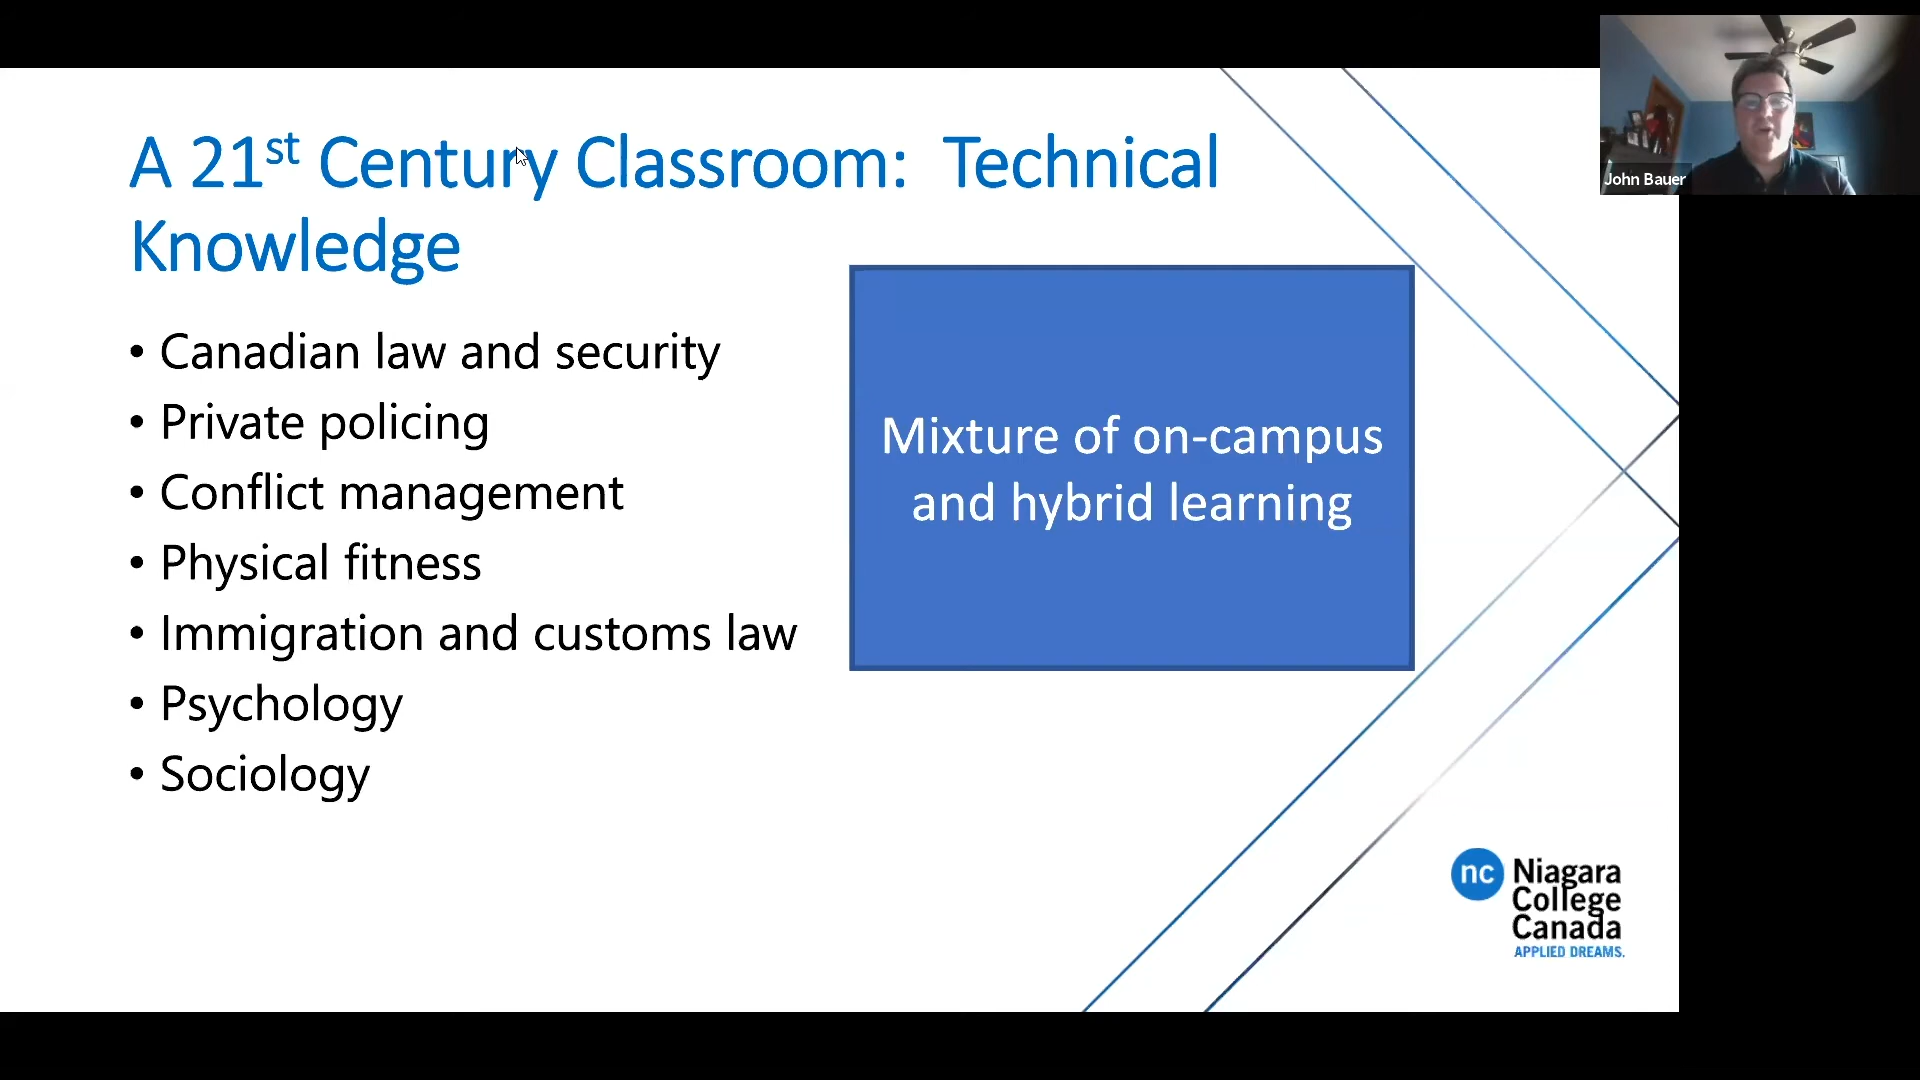 A 21st Century Classroom: Technical
Knowledge
• Canadian law and security
• Private policing
• Conflict management
• Physical fitness
• Immigration and customs law
• Psychology
• Sociology
Mixture of on-campus
and hybrid learning
John Bauer
nc
Niagara
College
Canada
APPLIED DREAMS.